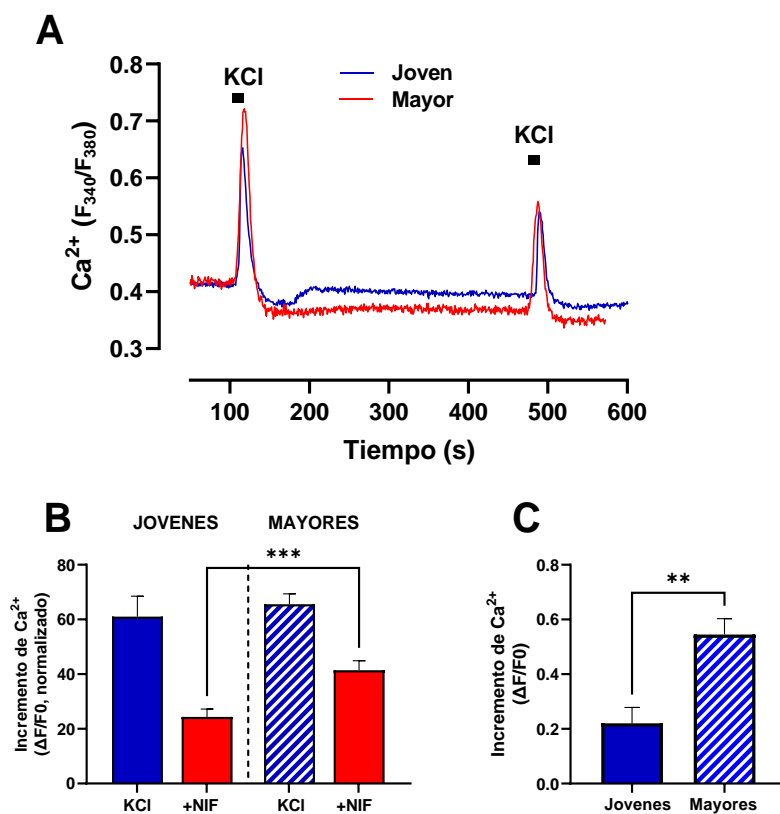 A
KCl
Joven
Mayor
KCl
Ca²⁺ (F₃₄₀/F₃₈₀)
0.8
0.7
0.6
0.5
0.4
0.3
100 200 300 400 500 600
Tiempo (s)
B
JOVENES MAYORES
***
Incremento de Ca²⁺
(ΔF/F0, normalizado)
80
60
40
20
0
KCl +NIF KCl +NIF
C
**
Incremento de Ca²⁺
(ΔF/F0)
0.8
0.6
0.4
0.2
0.0
Jovenes Mayores